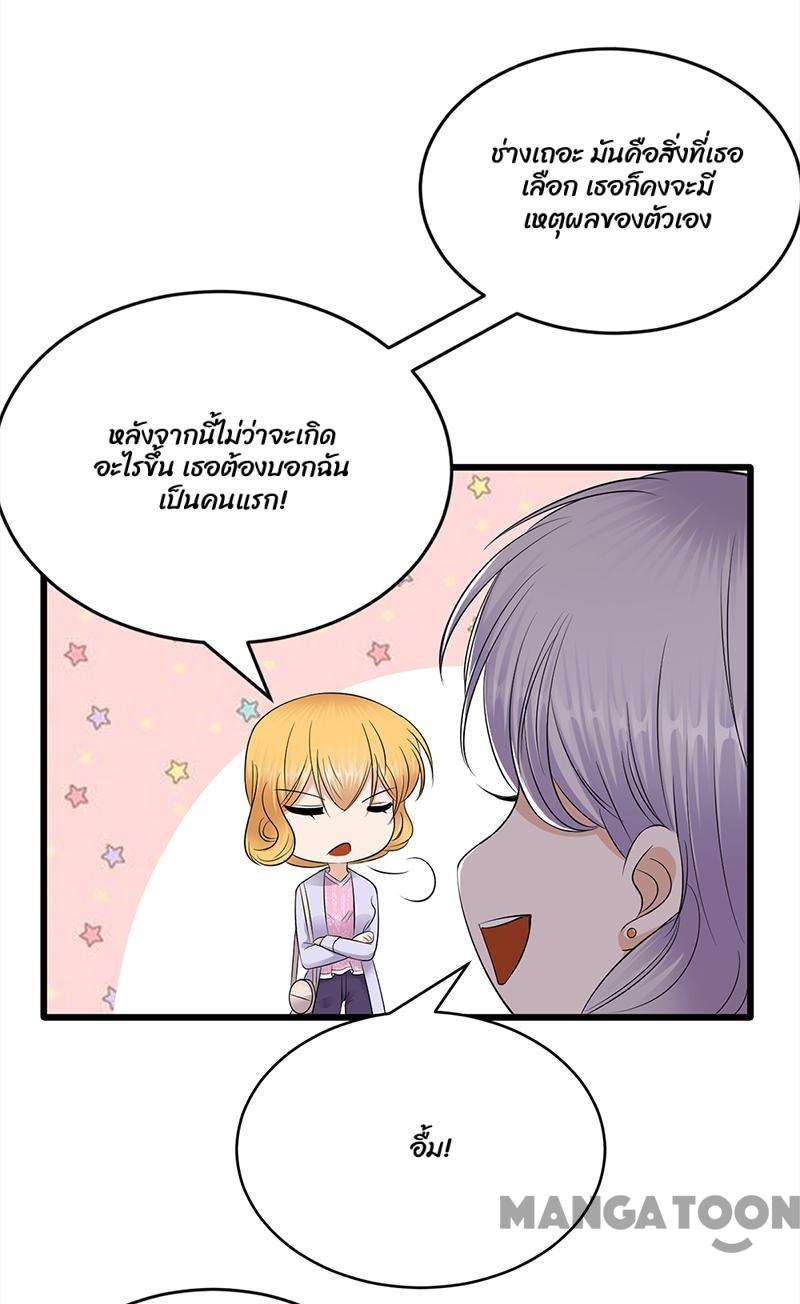 ช่างเถอะ มันคือสิ่งที่เธอ
เลือก เธอก็คงจะมี
เหตุผลของตัวเอง
หลังจากนี้ไม่ว่าจะเกิด
อะไรขึ้น เธอต้องบอกฉัน
เป็นคนแรก!
อื้ม!
MANGATOON